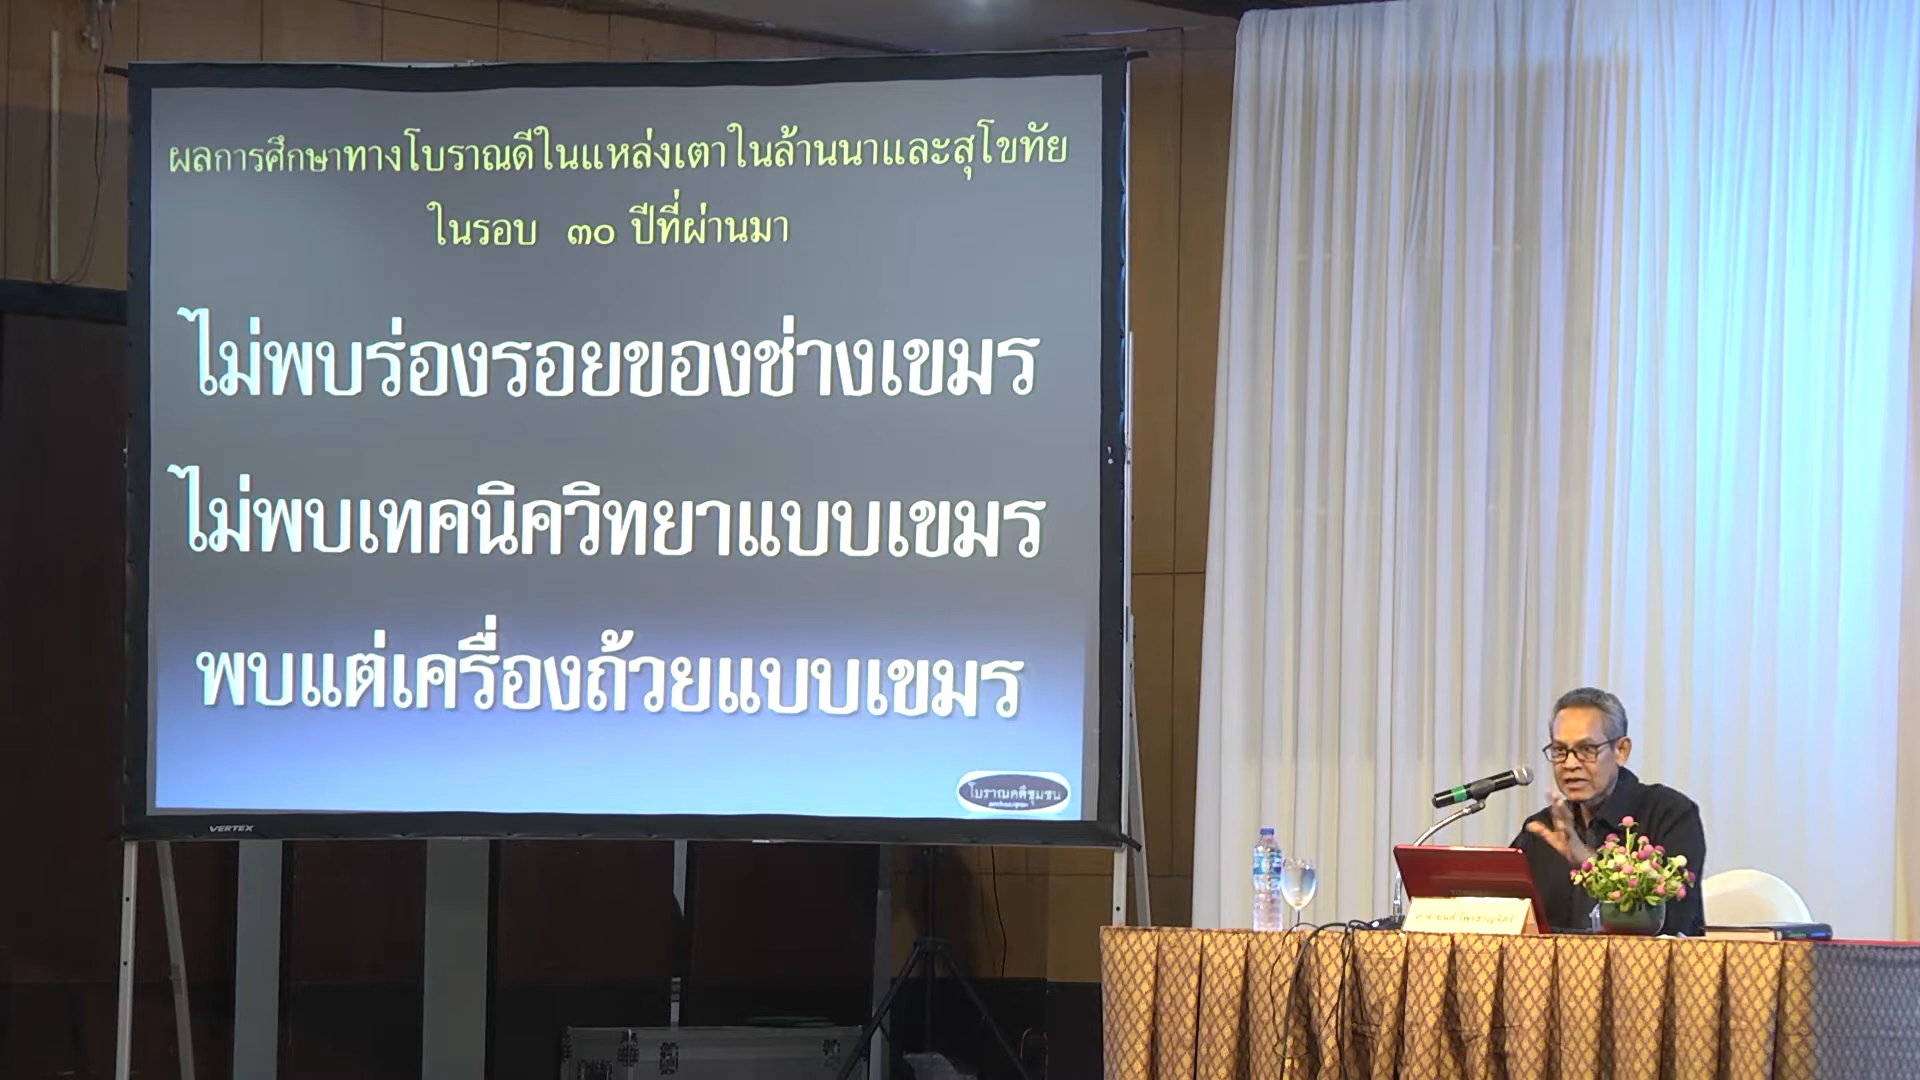 ผลการศึกษาทางโบราณดีในแหล่งเตาในล้านนาและสุโขทัย
ในรอบ ๓๐ ปีที่ผ่านมา
ไม่พบร่องรอยของช่างเขมร
ไม่พบเทคนิควิทยาแบบเขมร
พบแต่เครื่องถ้วยแบบเขมร
โบราณคดีชุมชน
VERTEX